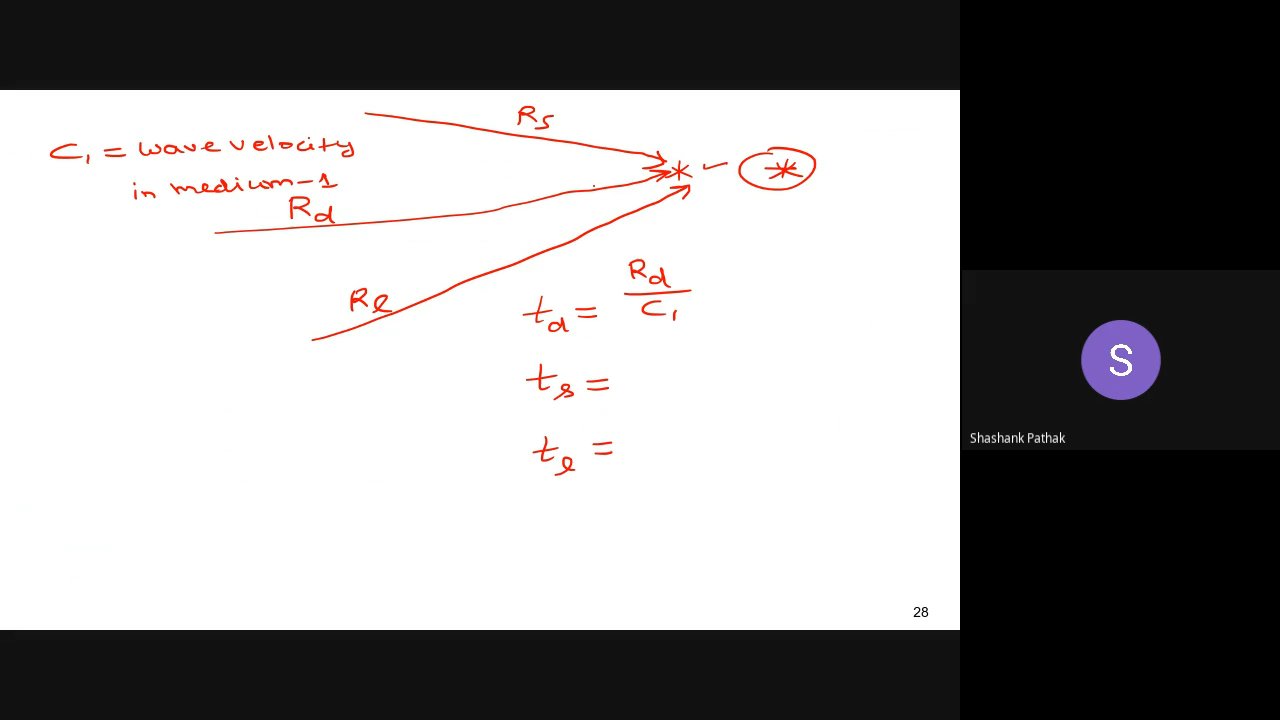 Rs
C1 = wave velocity
in medium-1
* ✓ *
Rd
Rl
td = Rd/C1
ts =
tl =
28
S
Shashank Pathak